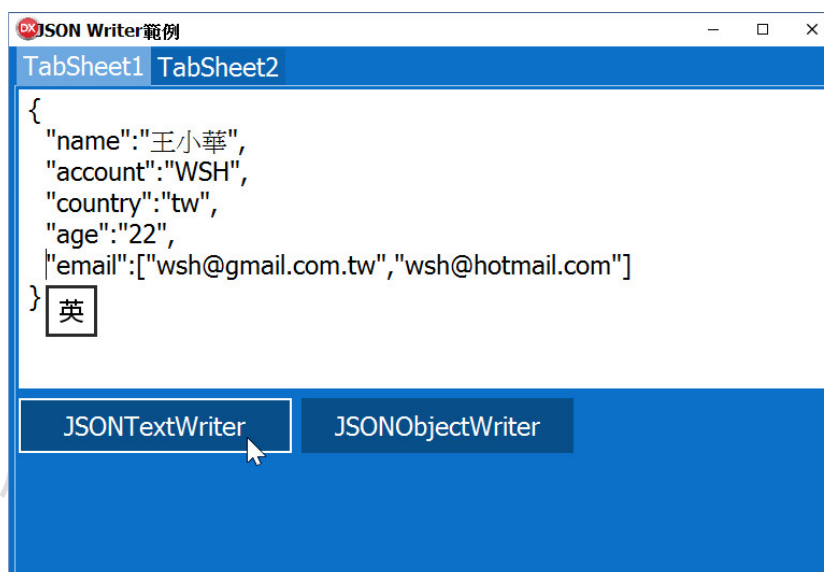 DX JSON Writer範例
TabSheet1 TabSheet2
{
"name":"王小華",
"account":"WSH",
"country":"tw",
"age":"22",
"email":["wsh@gmail.com.tw","wsh@hotmail.com"]
}
英
JSONTextWriter JSONObjectWriter